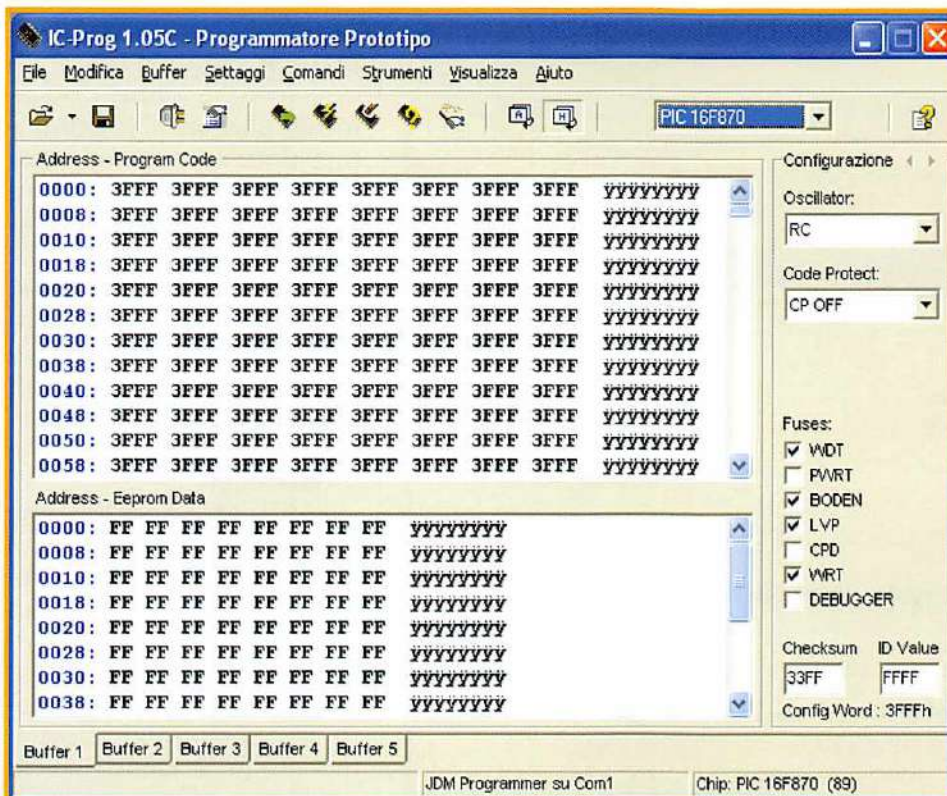 IC-Prog 1.05C - Programmatore Prototipo
File Modifica Buffer Settaggi Comandi Strumenti Visualizza Aiuto
PIC 16F870
Address - Program Code
0000: 3FFF 3FFF 3FFF 3FFF 3FFF 3FFF 3FFF 3FFF ÿÿÿÿÿÿÿÿ
0008: 3FFF 3FFF 3FFF 3FFF 3FFF 3FFF 3FFF 3FFF ÿÿÿÿÿÿÿÿ
0010: 3FFF 3FFF 3FFF 3FFF 3FFF 3FFF 3FFF 3FFF ÿÿÿÿÿÿÿÿ
0018: 3FFF 3FFF 3FFF 3FFF 3FFF 3FFF 3FFF 3FFF ÿÿÿÿÿÿÿÿ
0020: 3FFF 3FFF 3FFF 3FFF 3FFF 3FFF 3FFF 3FFF ÿÿÿÿÿÿÿÿ
0028: 3FFF 3FFF 3FFF 3FFF 3FFF 3FFF 3FFF 3FFF ÿÿÿÿÿÿÿÿ
0030: 3FFF 3FFF 3FFF 3FFF 3FFF 3FFF 3FFF 3FFF ÿÿÿÿÿÿÿÿ
0038: 3FFF 3FFF 3FFF 3FFF 3FFF 3FFF 3FFF 3FFF ÿÿÿÿÿÿÿÿ
0040: 3FFF 3FFF 3FFF 3FFF 3FFF 3FFF 3FFF 3FFF ÿÿÿÿÿÿÿÿ
0048: 3FFF 3FFF 3FFF 3FFF 3FFF 3FFF 3FFF 3FFF ÿÿÿÿÿÿÿÿ
0050: 3FFF 3FFF 3FFF 3FFF 3FFF 3FFF 3FFF 3FFF ÿÿÿÿÿÿÿÿ
0058: 3FFF 3FFF 3FFF 3FFF 3FFF 3FFF 3FFF 3FFF ÿÿÿÿÿÿÿÿ
Address - Eeprom Data
0000: FF FF FF FF FF FF FF FF ÿÿÿÿÿÿÿÿ
0008: FF FF FF FF FF FF FF FF ÿÿÿÿÿÿÿÿ
0010: FF FF FF FF FF FF FF FF ÿÿÿÿÿÿÿÿ
0018: FF FF FF FF FF FF FF FF ÿÿÿÿÿÿÿÿ
0020: FF FF FF FF FF FF FF FF ÿÿÿÿÿÿÿÿ
0028: FF FF FF FF FF FF FF FF ÿÿÿÿÿÿÿÿ
0030: FF FF FF FF FF FF FF FF ÿÿÿÿÿÿÿÿ
0038: FF FF FF FF FF FF FF FF ÿÿÿÿÿÿÿÿ
Configurazione
Oscillator:
RC
Code Protect:
CP OFF
Fuses:
WDT
PWRT
BODEN
LVP
CPD
WRT
DEBUGGER
Checksum ID Value
33FF FFFF
Config Word : 3FFFh
Buffer 1 Buffer 2 Buffer 3 Buffer 4 Buffer 5
JDM Programmer su Com1 Chip: PIC 16F870 (89)